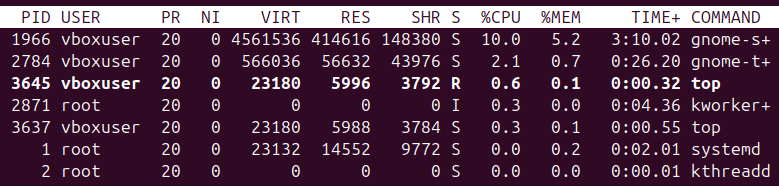 PID USER PR NI VIRT RES SHR S %CPU %MEM TIME+ COMMAND
1966 vboxuser 20 0 4561536 414616 148380 S 10.0 5.2 3:10.02 gnome-s+
2784 vboxuser 20 0 566036 56632 43976 S 2.1 0.7 0:26.20 gnome-t+
3645 vboxuser 20 0 23180 5996 3792 R 0.6 0.1 0:00.32 top
2871 root 20 0 0 0 0 I 0.3 0.0 0:04.36 kworker+
3637 vboxuser 20 0 23180 5988 3784 S 0.3 0.1 0:00.55 top
1 root 20 0 23132 14552 9772 S 0.0 0.2 0:02.01 systemd
2 root 20 0 0 0 0 S 0.0 0.0 0:00.01 kthreadd